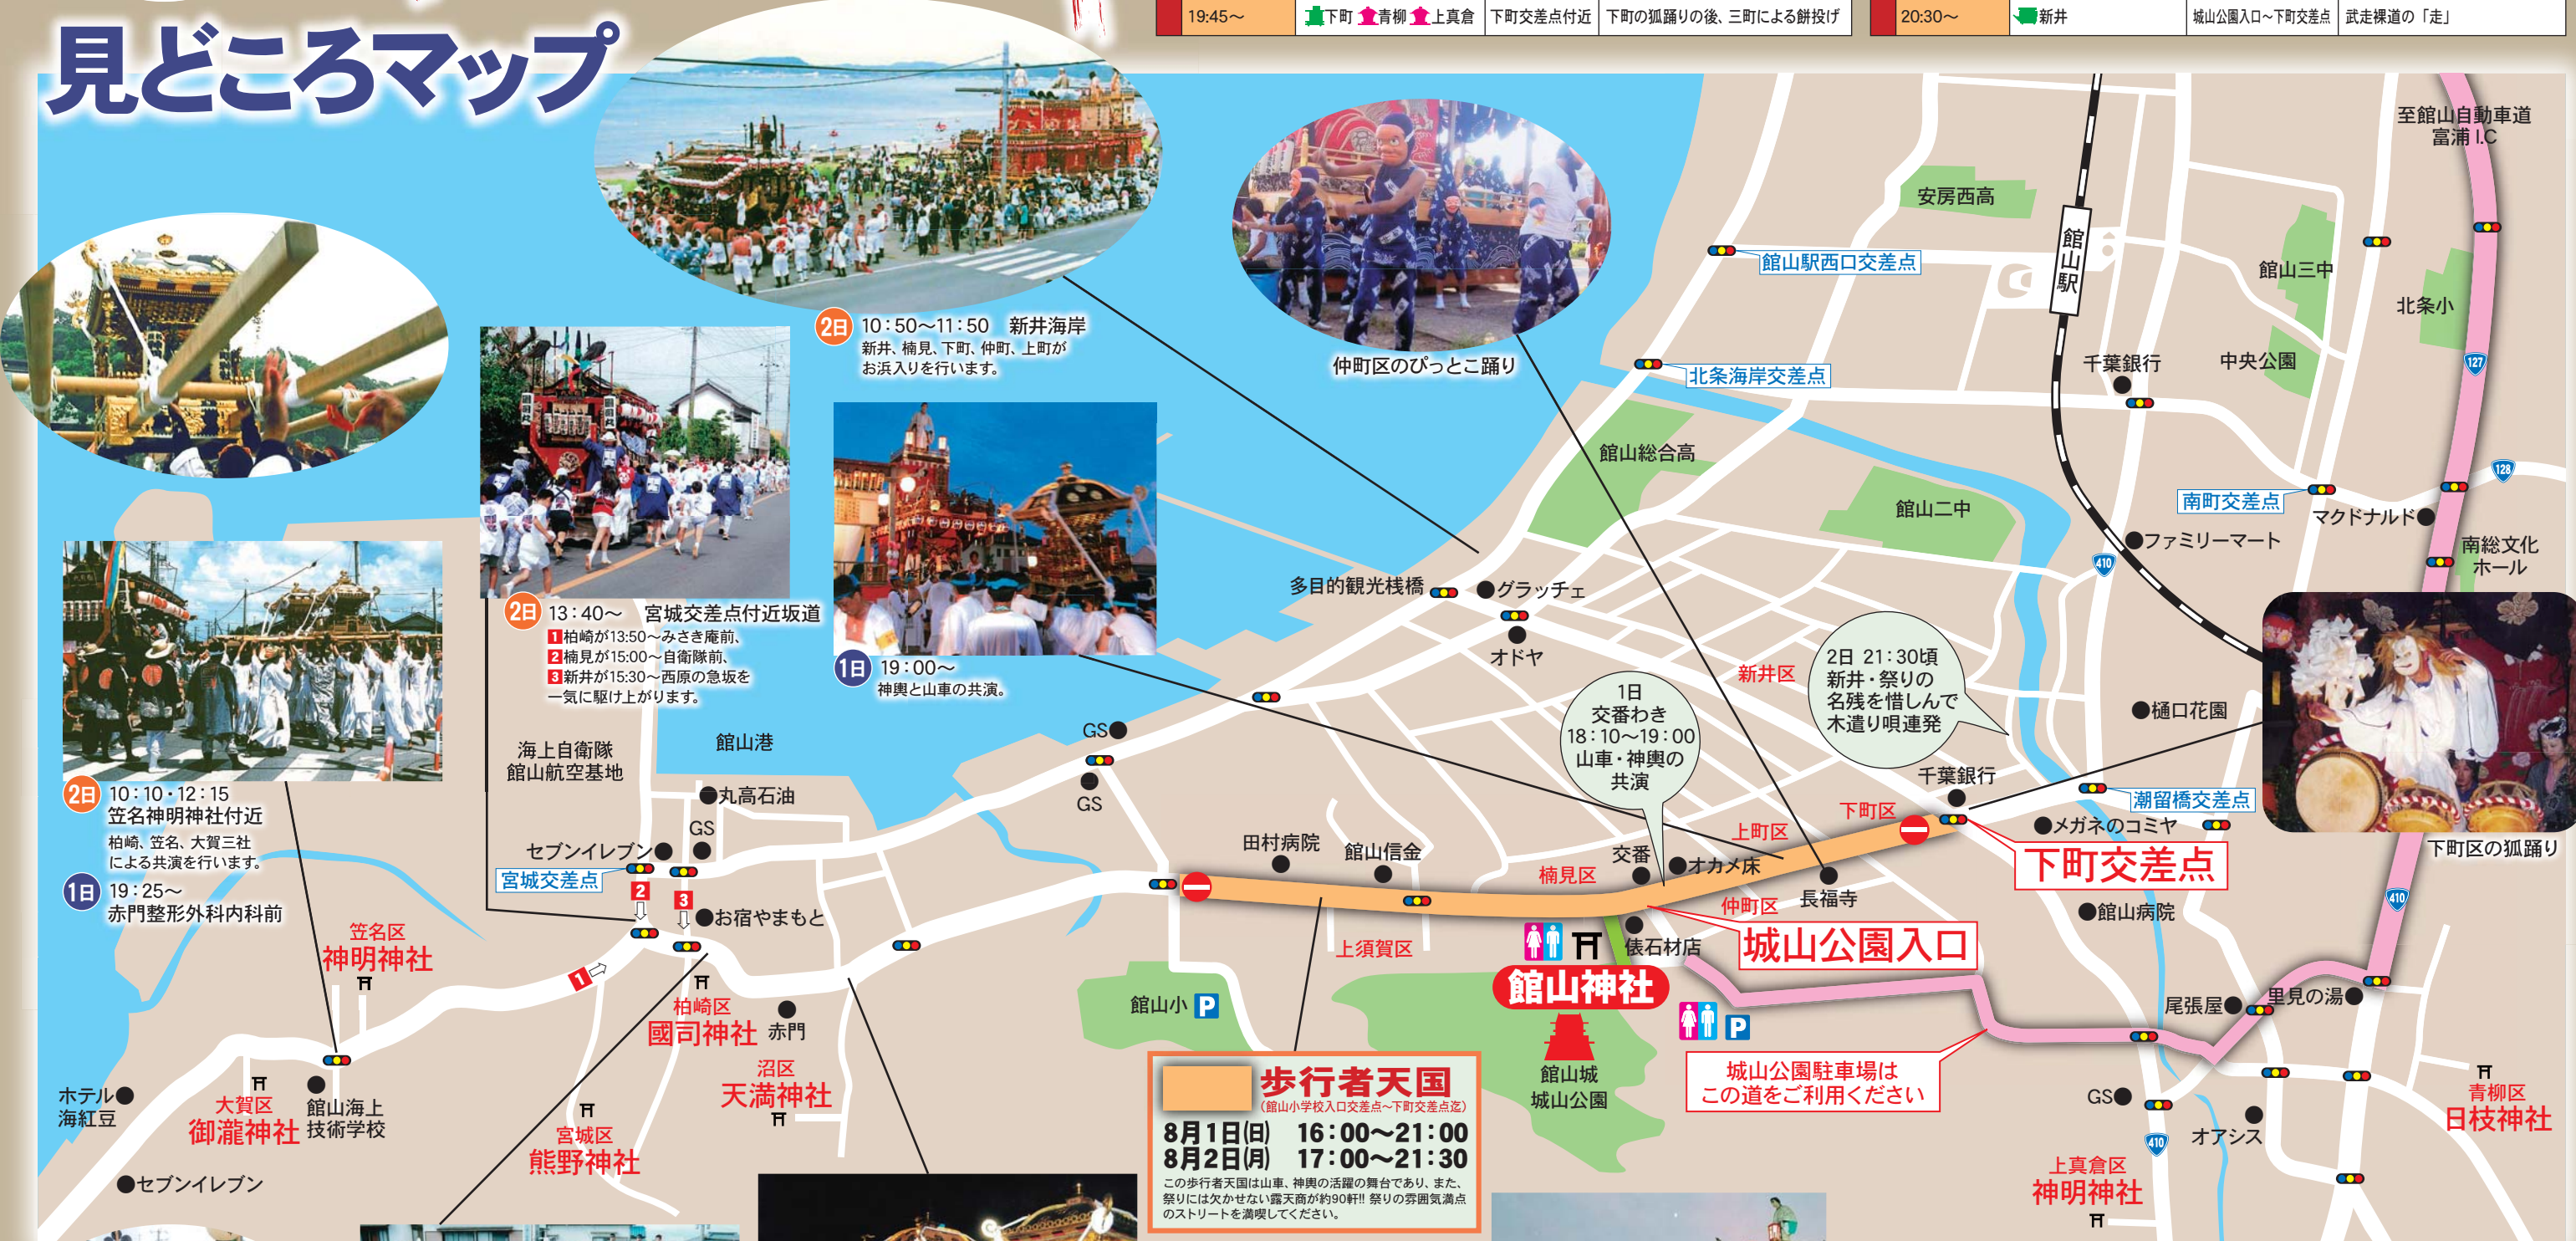 19:45～
下町 青柳 上真倉
下町交差点付近
下町の狐踊りの後、三町による餅投げ
20:30～
新井
城山公園入口～下町交差点
武走裸道の「走」
見どころマップ
2日 10：50～11：50　新井海岸
新井、楠見、下町、仲町、上町が
お浜入りを行います。
仲町区のぴっとこ踊り
2日 13：40～　宮城交差点付近坂道
1柏崎が13:50～みさき庵前、
2楠見が15:00～自衛隊前、
3新井が15:30～西原の急坂を
一気に駆け上がります。
1日 19：00～
神輿と山車の共演。
2日 10：10・12：15
笠名神明神社付近
柏崎、笠名、大賀三社
による共演を行います。
1日 19：25～
赤門整形外科内科前
至館山自動車道
富浦 I.C
安房西高
館山駅西口交差点
館山駅
館山三中
北条小
127
北条海岸交差点
千葉銀行
中央公園
館山総合高
128
館山二中
南町交差点
マクドナルド
ファミリーマート
410
南総文化
ホール
多目的観光桟橋
グラッチェ
オドヤ
新井区
1日
交番わき
18：10～19：00
山車・神輿の
共演
2日 21：30頃
新井・祭りの
名残を惜しんで
木遣り唄連発
樋口花園
千葉銀行
潮留橋交差点
メガネのコミヤ
下町区の狐踊り
海上自衛隊
館山航空基地
館山港
丸高石油
GS
GS
GS
セブンイレブン
宮城交差点
2
3
お宿やまもと
田村病院
館山信金
楠見区
交番
オカメ床
上町区
下町区
下町交差点
長福寺
仲町区
館山病院
410
上須賀区
俵石材店
城山公園入口
笠名区
神明神社
1
柏崎区
國司神社
赤門
館山小
P
館山神社
P
尾張屋
里見の湯
ホテル
海紅豆
大賀区
御瀧神社
館山海上
技術学校
沼区
天満神社
宮城区
熊野神社
セブンイレブン
歩行者天国
（館山小学校入口交差点～下町交差点迄）
8月1日(日)　16：00～21：00
8月2日(月)　17：00～21：30
この歩行者天国は山車、神輿の活躍の舞台であり、また、
祭りには欠かせない露天商が約90軒!! 祭りの雰囲気満点
のストリートを満喫してください。
館山城
城山公園
城山公園駐車場は
この道をご利用ください
GS
オアシス
410
青柳区
日枝神社
上真倉区
神明神社